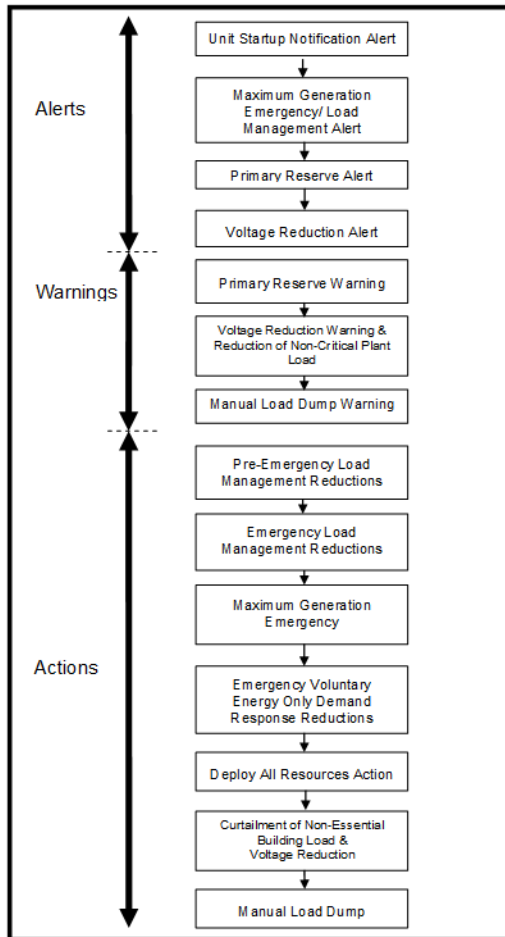 Unit Startup Notification Alert
Alerts
Maximum Generation
Emergency/ Load
Management Alert
Primary Reserve Alert
Voltage Reduction Alert
Warnings
Primary Reserve Warning
Voltage Reduction Warning &
Reduction of Non-Critical Plant
Load
Manual Load Dump Warning
Pre-Emergency Load
Management Reductions
Emergency Load
Management Reductions
Maximum Generation
Emergency
Actions
Emergency Voluntary
Energy Only Demand
Response Reductions
Deploy All Resources Action
Curtailment of Non-Essential
Building Load &
Voltage Reduction
Manual Load Dump